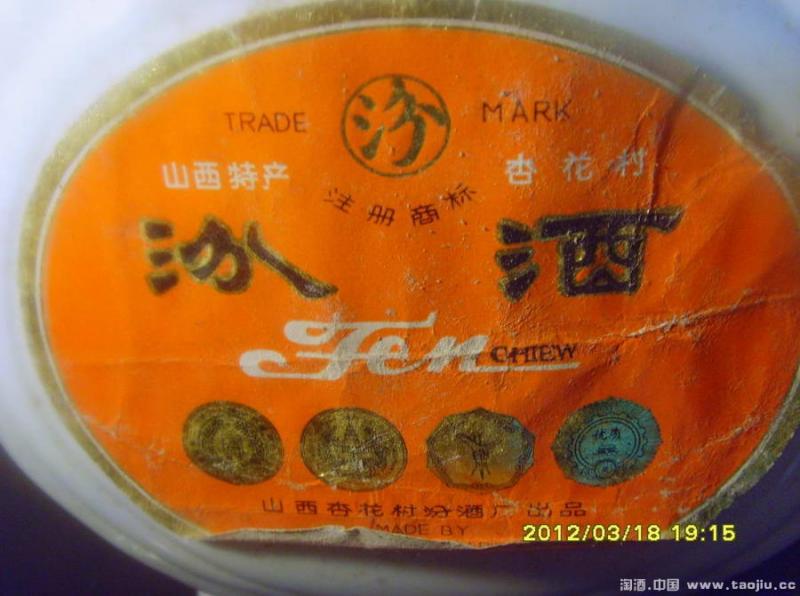 TRADE 汾 MARK
山西特产 杏花村
注册商标
汾酒
Fen CHIEW
优质
山西杏花村汾酒厂出品
MADE BY
2012/03/18 19:15
淘酒.中国 www.taojiu.cc